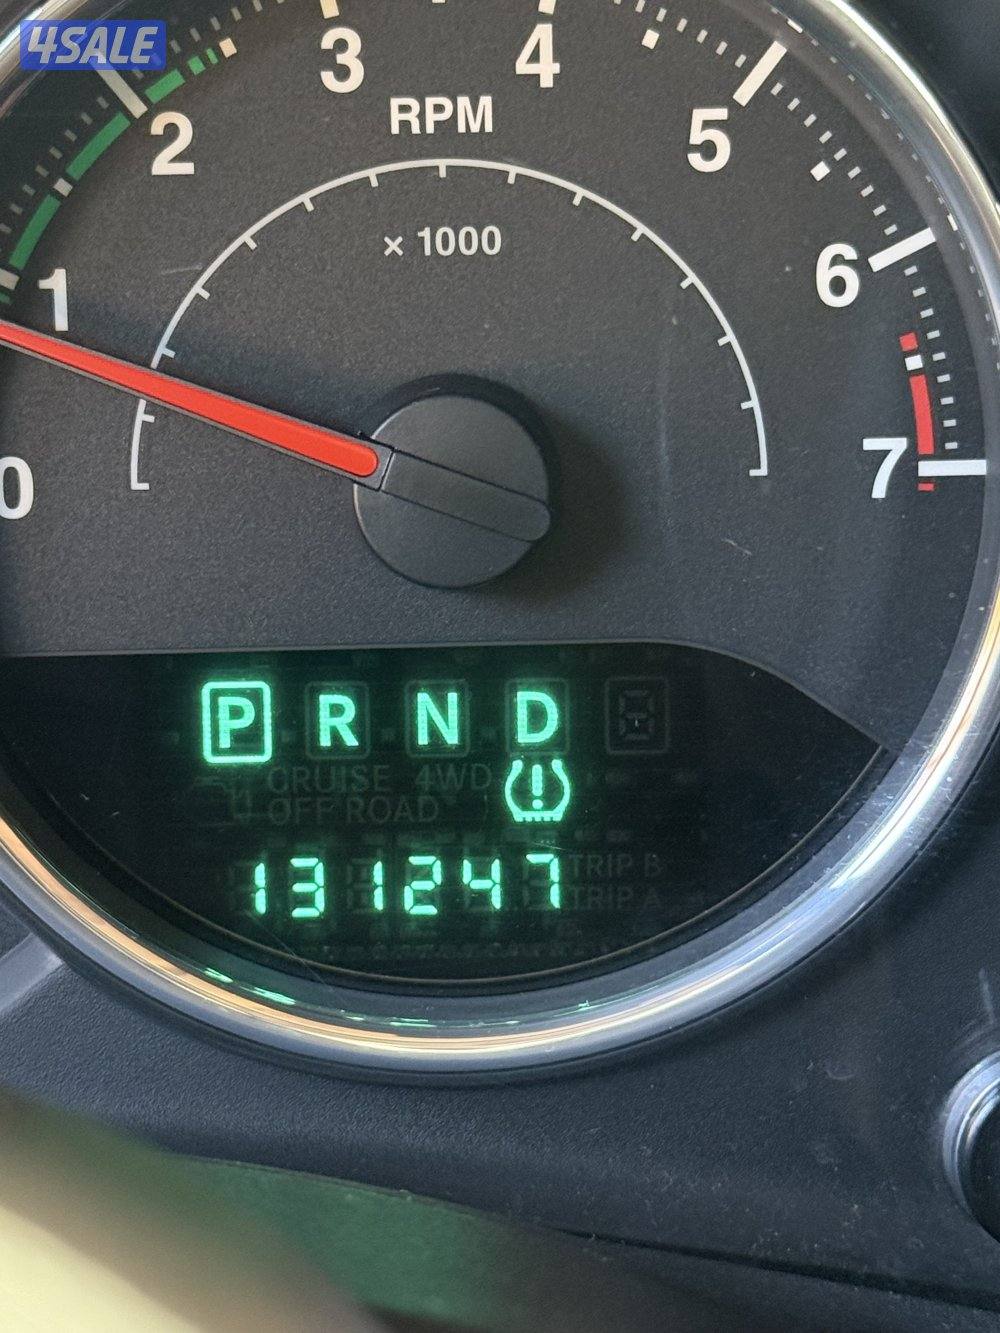 4SALE
0 1 2 3 4 5 6 7
RPM
× 1000
P R N D
CRUISE 4WD
OFF ROAD
131247
TRIP B
TRIP A